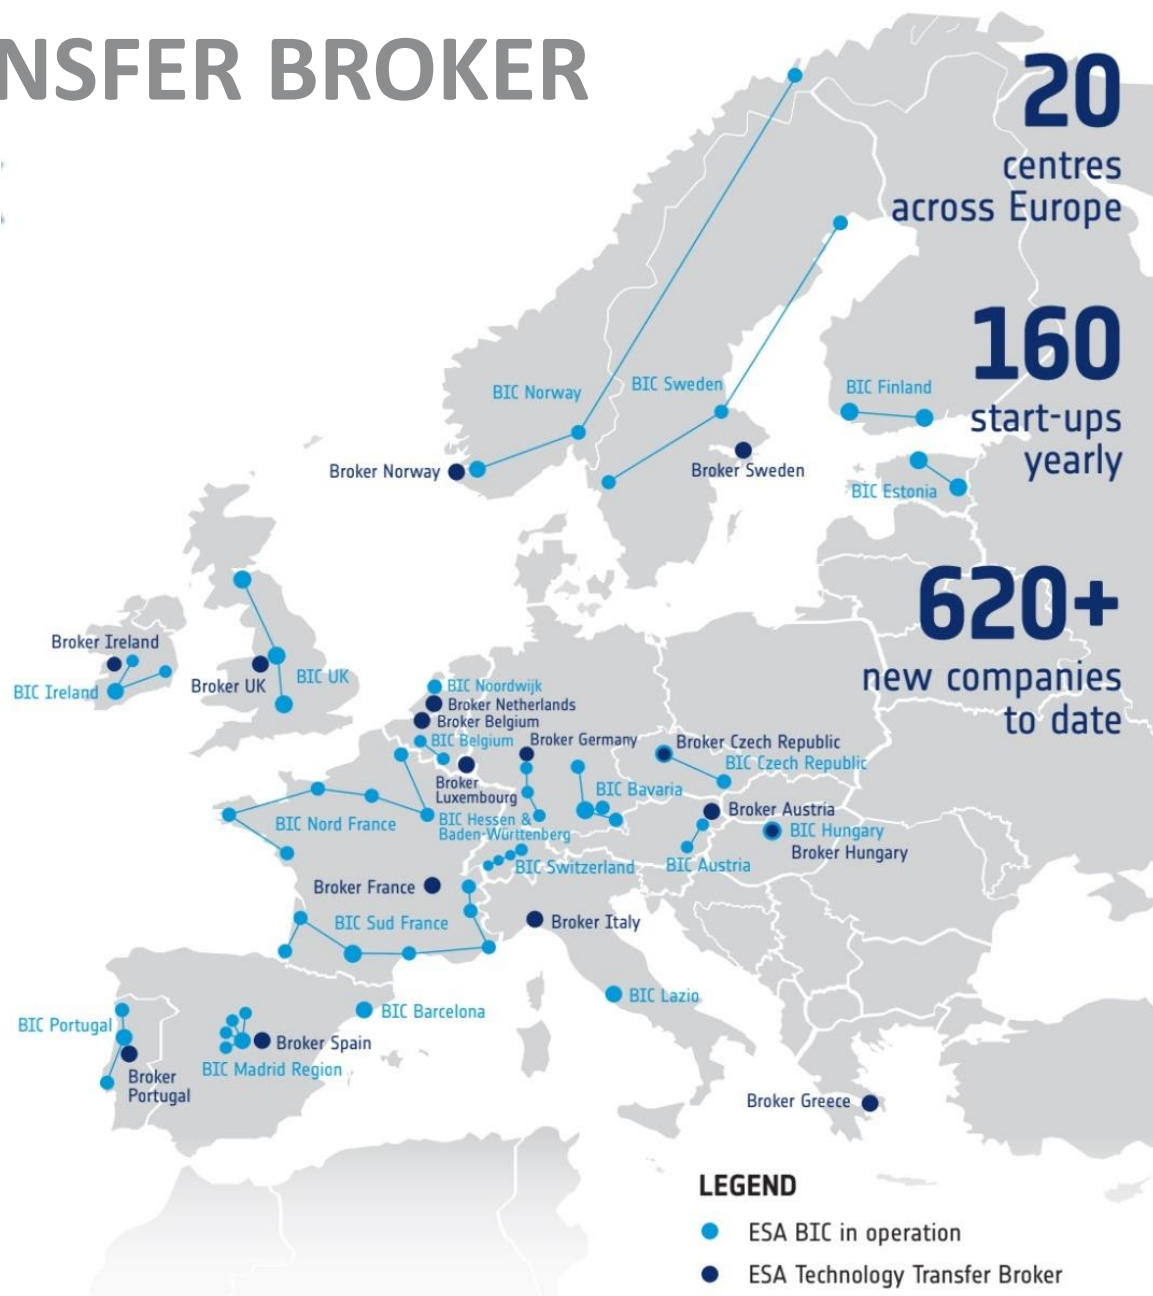 NSFER BROKER
20
centres
across Europe
160
start-ups
yearly
620+
new companies
to date
BIC Norway
BIC Sweden
BIC Finland
Broker Norway
Broker Sweden
BIC Estonia
Broker Ireland
BIC Ireland
Broker UK
BIC UK
BIC Noordwijk
Broker Netherlands
Broker Belgium
BIC Belgium
Broker Germany
Broker Czech Republic
BIC Czech Republic
Broker
Luxembourg
BIC Bavaria
Broker Austria
BIC Nord France
BIC Hessen &
Baden-Württenberg
BIC Hungary
Broker Hungary
BIC Switzerland
BIC Austria
Broker France
BIC Sud France
Broker Italy
BIC Lazio
BIC Barcelona
BIC Portugal
Broker Spain
BIC Madrid Region
Broker
Portugal
Broker Greece
LEGEND
ESA BIC in operation
ESA Technology Transfer Broker